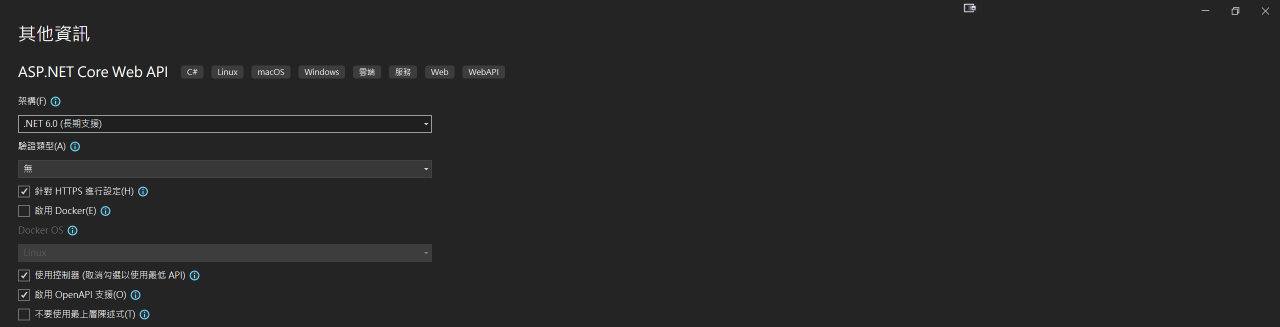 其他資訊
ASP.NET Core Web API C# Linux macOS Windows 雲端 服務 Web WebAPI
架構(F)
.NET 6.0 (長期支援)
驗證類型(A)
無
針對 HTTPS 進行設定(H)
啟用 Docker(E)
Docker OS
Linux
使用控制器 (取消勾選以使用最低 API)
啟用 OpenAPI 支援(O)
不要使用最上層陳述式(T)